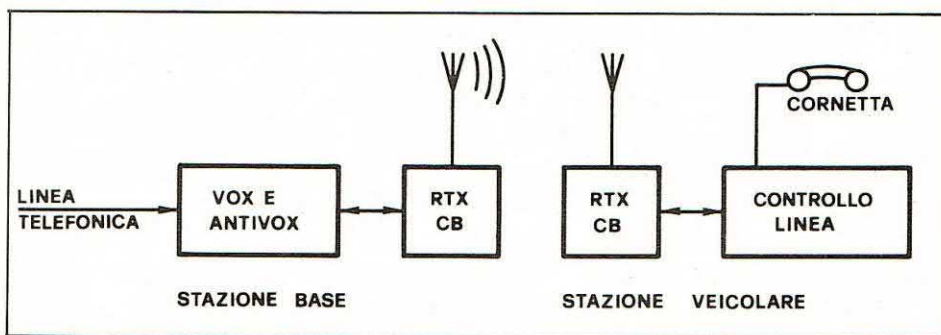 LINEA
TELEFONICA
VOX E
ANTIVOX
RTX
CB
STAZIONE BASE
RTX
CB
CONTROLLO
LINEA
CORNETTA
STAZIONE VEICOLARE